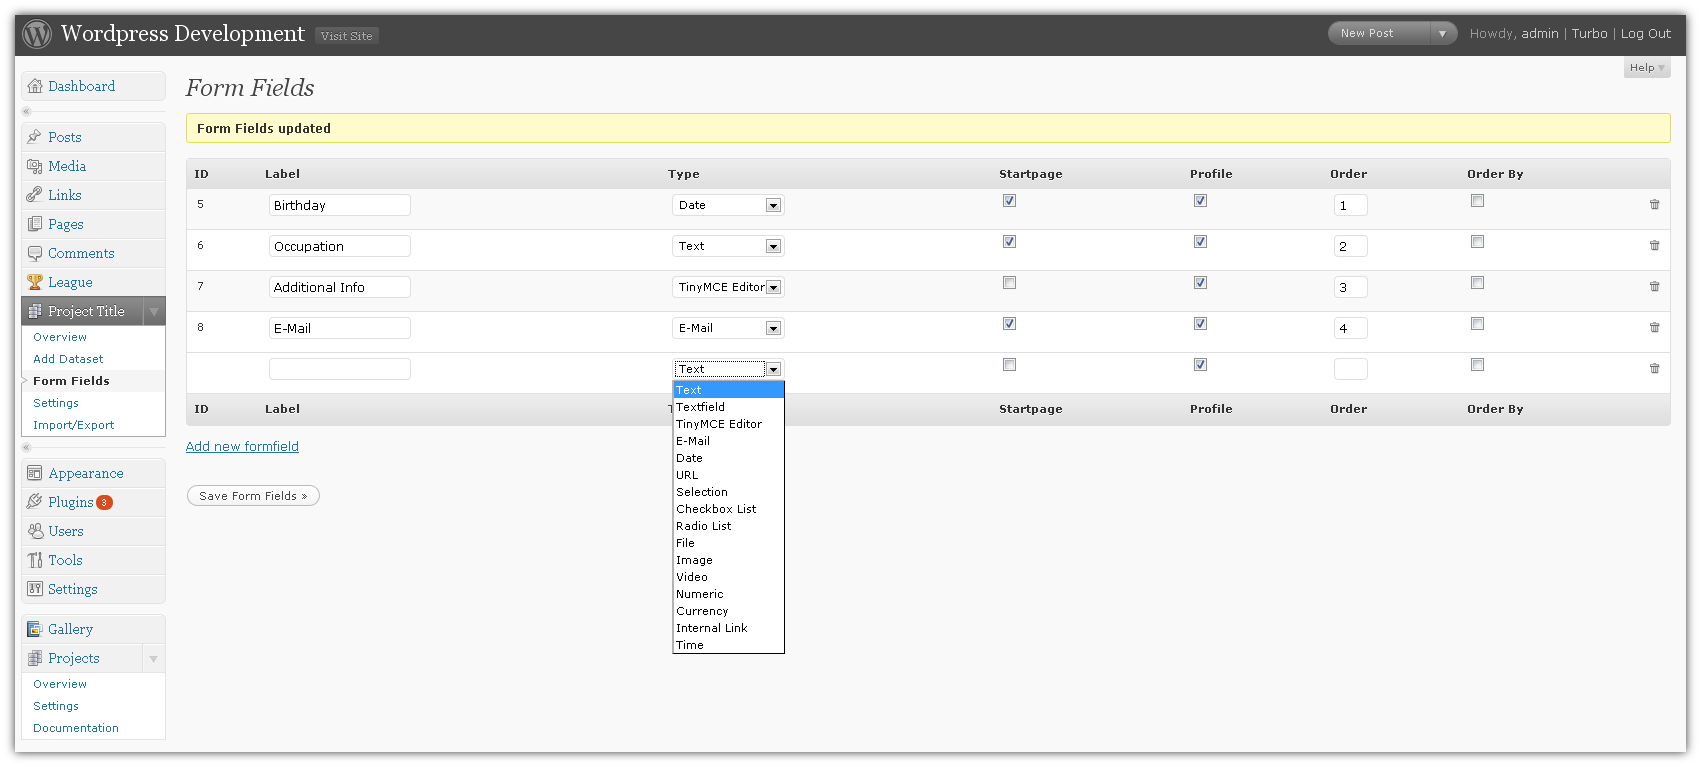 Wordpress Development Visit Site New Post Howdy, admin | Turbo | Log Out
Help
Dashboard
Posts
Media
Links
Pages
Comments
League
Project Title
Overview
Add Dataset
Form Fields
Settings
Import/Export
Appearance
Plugins 3
Users
Tools
Settings
Gallery
Projects
Overview
Settings
Documentation
Form Fields
Form Fields updated
ID Label Type Startpage Profile Order Order By
5 Birthday Date 1
6 Occupation Text 2
7 Additional Info TinyMCE Editor 3
8 E-Mail E-Mail 4
Text
Text
Textfield
TinyMCE Editor
E-Mail
Date
URL
Selection
Checkbox List
Radio List
File
Image
Video
Numeric
Currency
Internal Link
Time
ID Label Startpage Profile Order Order By
Add new formfield
Save Form Fields »